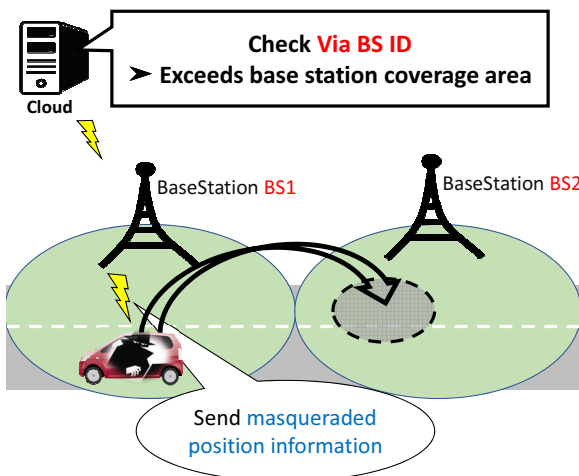 Check Via BS ID
➤ Exceeds base station coverage area
Cloud
BaseStation BS1
BaseStation BS2
Send masqueraded
position information